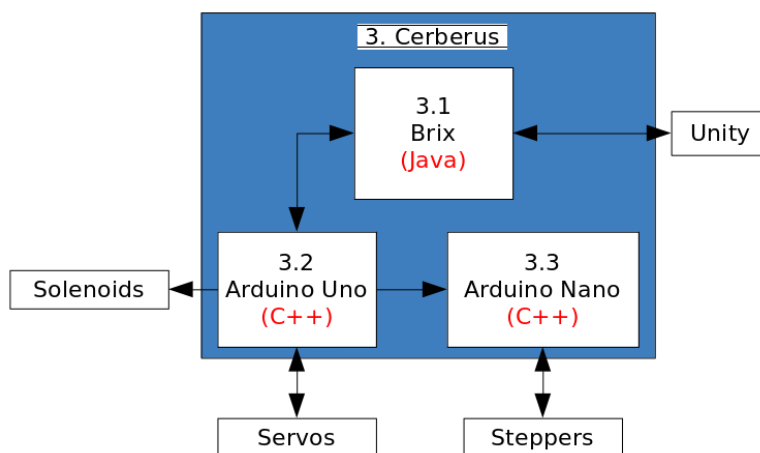 3. Cerberus
3.1
Brix
(Java)
Unity
3.2
Arduino Uno
(C++)
3.3
Arduino Nano
(C++)
Solenoids
Servos
Steppers